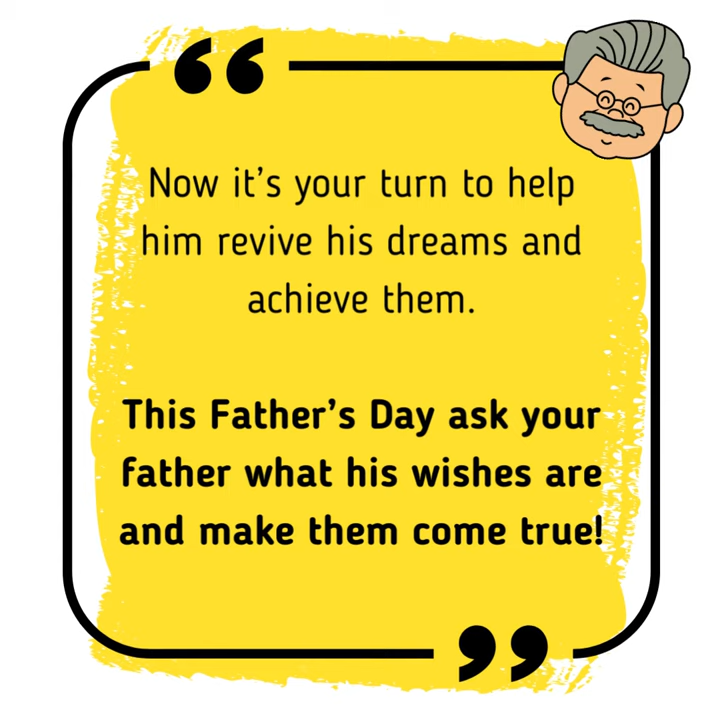 Now it’s your turn to help
him revive his dreams and
achieve them.
This Father’s Day ask your
father what his wishes are
and make them come true!